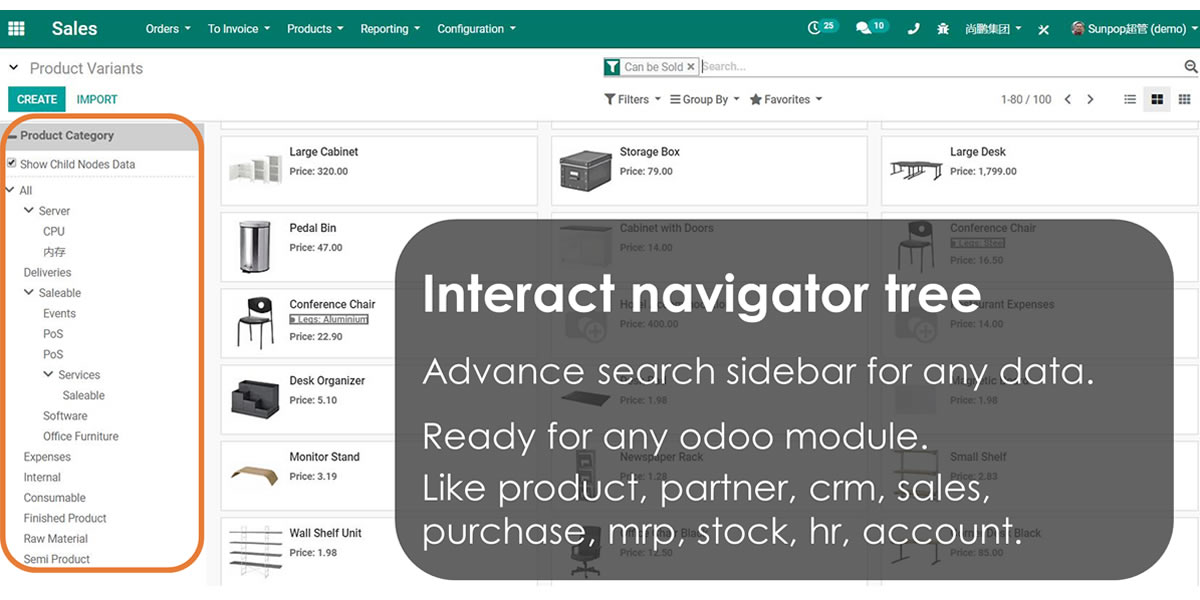 Sales
Orders
To Invoice
Products
Reporting
Configuration
25
10
尚鹏集团
Sunpop超管 (demo)
Product Variants
Can be Sold ×
Search...
CREATE
IMPORT
Filters
Group By
Favorites
1-80 / 100
Product Category
Show Child Nodes Data
All
Server
CPU
内存
Deliveries
Saleable
Events
PoS
PoS
Services
Saleable
Software
Office Furniture
Expenses
Internal
Consumable
Finished Product
Raw Material
Semi Product
Large Cabinet
Price: 320.00
Storage Box
Price: 79.00
Large Desk
Price: 1,799.00
Pedal Bin
Price: 47.00
Cabinet with Doors
Price: 14.00
Conference Chair
Legs: Steel
Price: 16.50
Conference Chair
Legs: Aluminium
Price: 22.90
Price: 400.00
Restaurant Expenses
Price: 14.00
Desk Organizer
Price: 5.10
Price: 1.98
Price: 1.98
Monitor Stand
Price: 3.19
Newspaper Rack
Price: 1.28
Small Shelf
Price: 2.83
Wall Shelf Unit
Price: 1.98
Price: 12.50
Price: 85.00
Interact navigator tree
Advance search sidebar for any data.
Ready for any odoo module.
Like product, partner, crm, sales,
purchase, mrp, stock, hr, account.